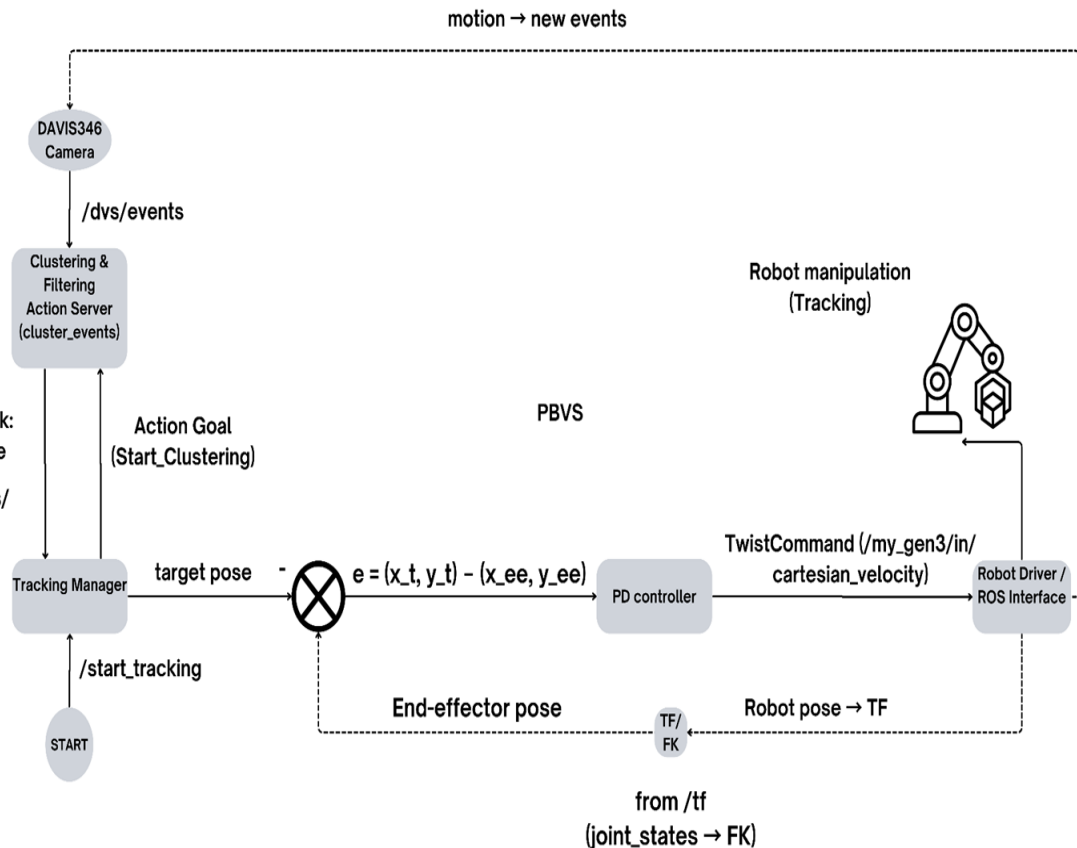 motion → new events
DAVIS346
Camera
/dvs/events
Clustering &
Filtering
Action Server
(cluster_events)
Robot manipulation
(Tracking)
k:
e
s/
Action Goal
(Start_Clustering)
PBVS
Tracking Manager
target pose
-
e = (x_t, y_t) − (x_ee, y_ee)
PD controller
TwistCommand (/my_gen3/in/
cartesian_velocity)
Robot Driver /
ROS Interface
/start_tracking
START
End-effector pose
TF/
FK
Robot pose → TF
from /tf
(joint_states → FK)